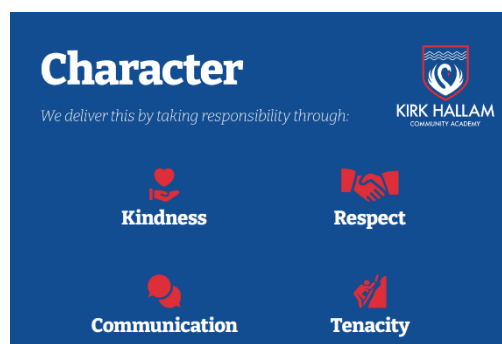 Character
We deliver this by taking responsibility through:
KIRK HALLAM
COMMUNITY ACADEMY
Kindness
Respect
Communication
Tenacity